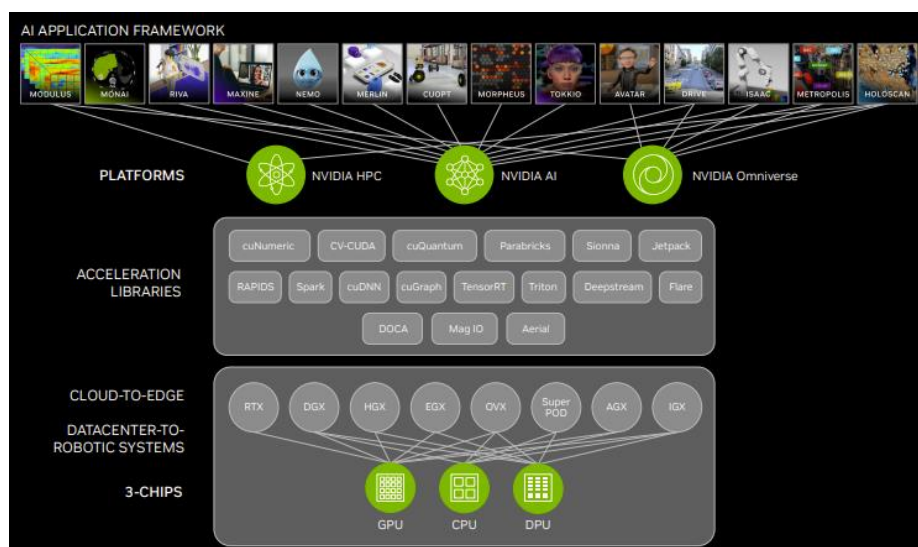 AI APPLICATION FRAMEWORK
MODULUS MONAI RIVA MAXINE NEMO MERLIN CUOPT MORPHEUS TOKKIO AVATAR DRIVE ISAAC METROPOLIS HOLOSCAN
PLATFORMS NVIDIA HPC NVIDIA AI NVIDIA Omniverse
cuNumeric CV-CUDA cuQuantum Parabricks Sionna Jetpack
ACCELERATION
LIBRARIES
RAPIDS Spark cuDNN cuGraph TensorRT Triton Deepstream Flare
DOCA Mag IO Aerial
CLOUD-TO-EDGE
RTX DGX HGX EGX OVX Super
POD AGX IGX
DATACENTER-TO-
ROBOTIC SYSTEMS
3-CHIPS
GPU CPU DPU